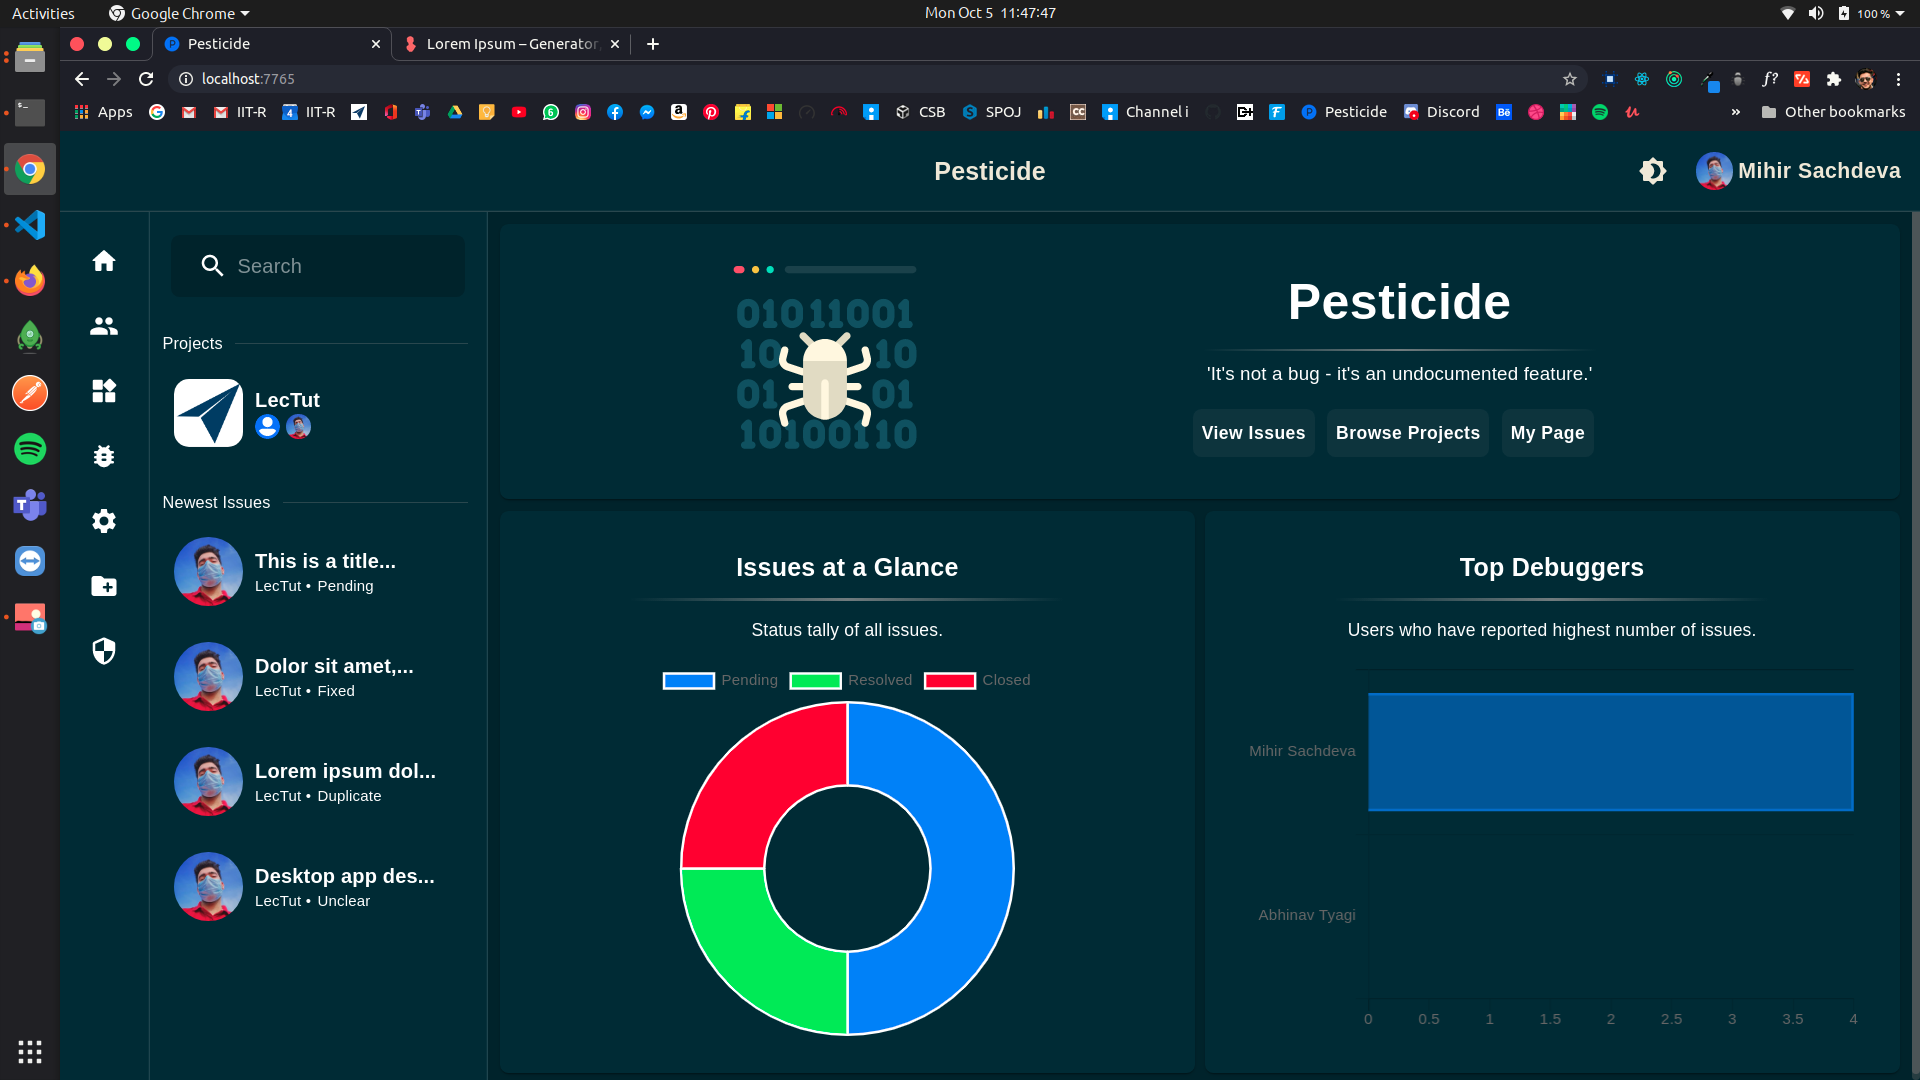 Activities
Google Chrome
Mon Oct 5 11:47:47
100 %
Pesticide
Lorem Ipsum – Generator,
localhost:7765
f?
Apps
IIT-R
4
IIT-R
6
CSB
SPOJ
CC
Channel i
Pesticide
Discord
Bē
»
Other bookmarks
Pesticide
Mihir Sachdeva
Search
Projects
LecTut
Newest Issues
This is a title...
LecTut • Pending
Dolor sit amet,...
LecTut • Fixed
Lorem ipsum dol...
LecTut • Duplicate
Desktop app des...
LecTut • Unclear
01011001
10 10
01 01
10100110
Pesticide
'It's not a bug - it's an undocumented feature.'
View Issues
Browse Projects
My Page
Issues at a Glance
Status tally of all issues.
Pending
Resolved
Closed
Top Debuggers
Users who have reported highest number of issues.
Mihir Sachdeva
Abhinav Tyagi
0 0.5 1 1.5 2 2.5 3 3.5 4